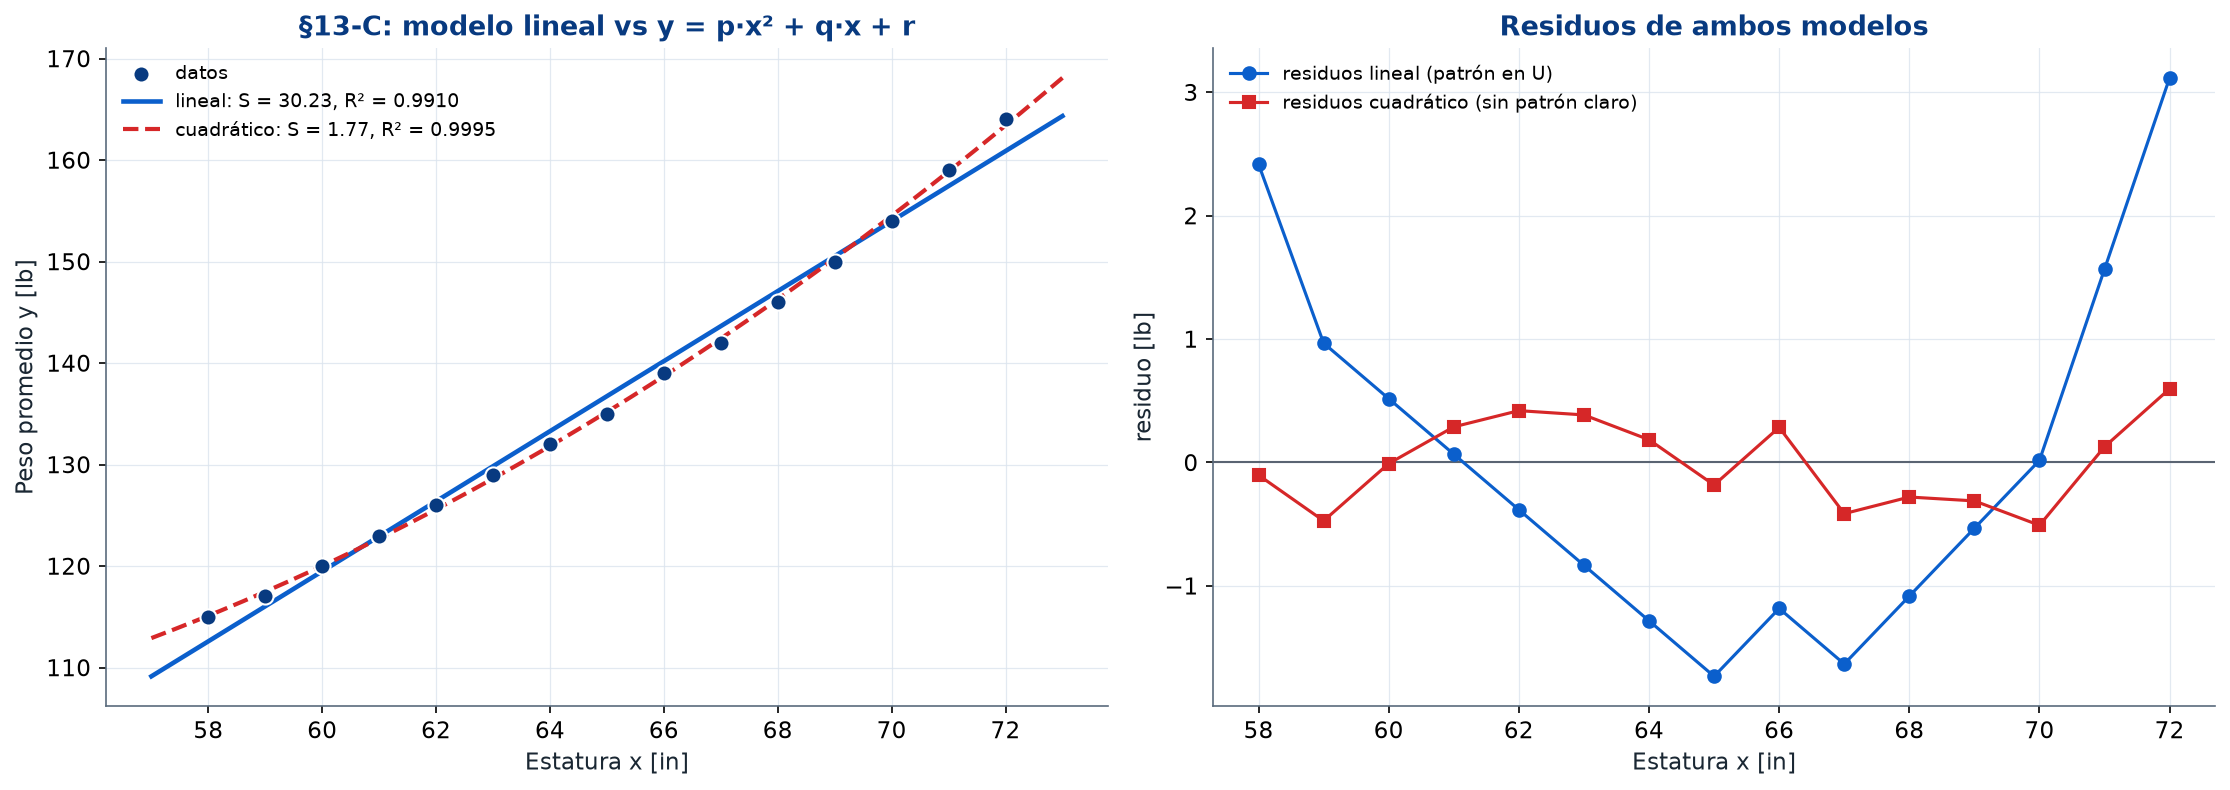 §13-C: modelo lineal vs y = p·x² + q·x + r
datos
lineal: S = 30.23, R² = 0.9910
cuadrático: S = 1.77, R² = 0.9995
Peso promedio y [lb]
170
160
150
140
130
120
110
58 60 62 64 66 68 70 72
Estatura x [in]
Residuos de ambos modelos
residuos lineal (patrón en U)
residuos cuadrático (sin patrón claro)
residuo [lb]
3
2
1
0
−1
58 60 62 64 66 68 70 72
Estatura x [in]